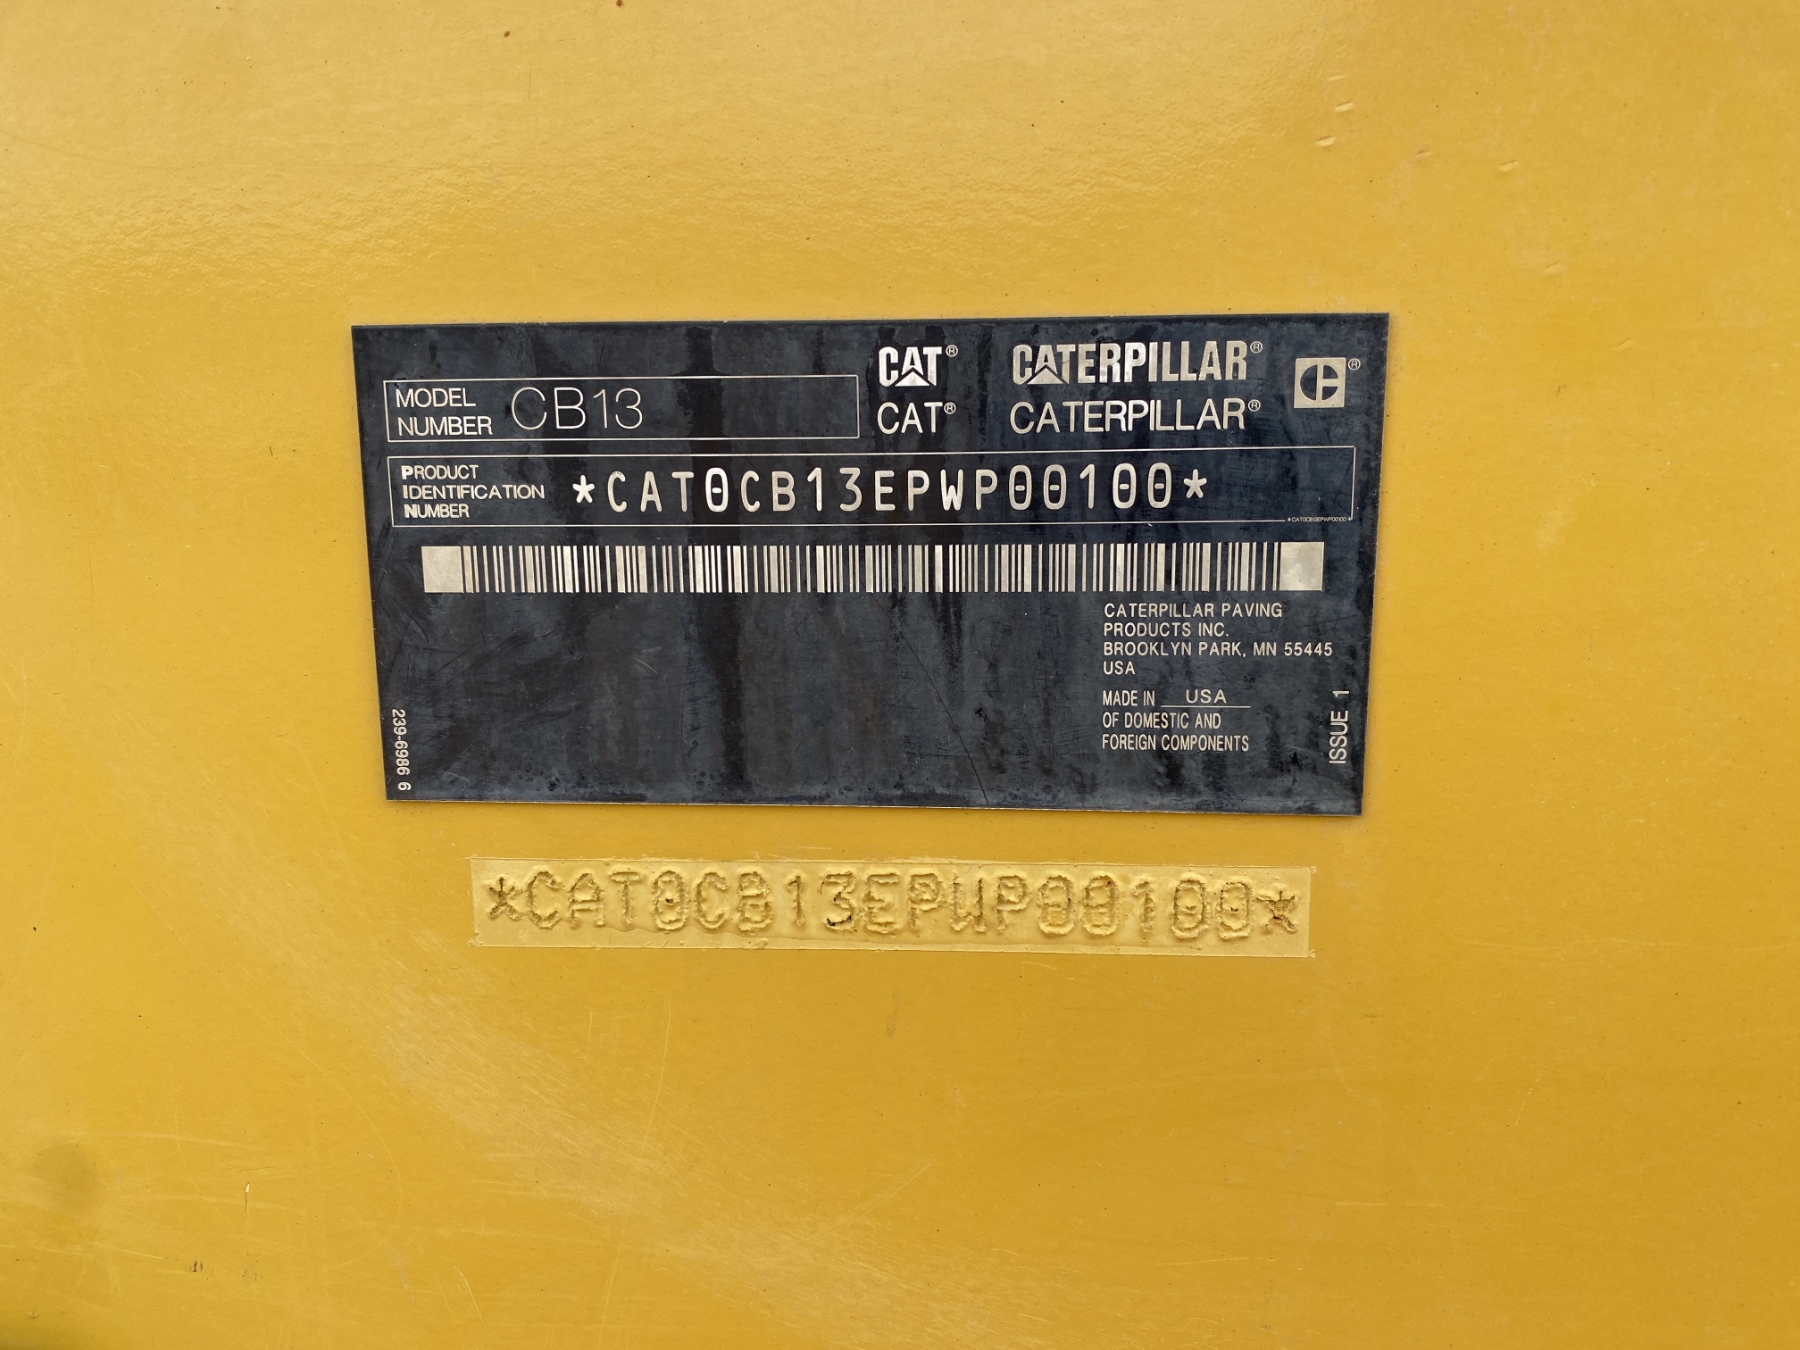 CAT® CATERPILLAR® ®
MODEL NUMBER CB13
CAT® CATERPILLAR®
PRODUCT IDENTIFICATION NUMBER *CAT0CB13EPWP00100*
*CAT0CB13EPWP00100*
CATERPILLAR PAVING
PRODUCTS INC.
BROOKLYN PARK, MN 55445
USA
MADE IN USA
OF DOMESTIC AND
FOREIGN COMPONENTS
ISSUE 1
239-6986 6
*CAT0CB13EPWP00100*